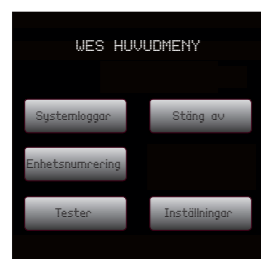 WES HUVUDMENY
Systemloggar
Stäng av
Enhetsnumrering
Tester
Inställningar